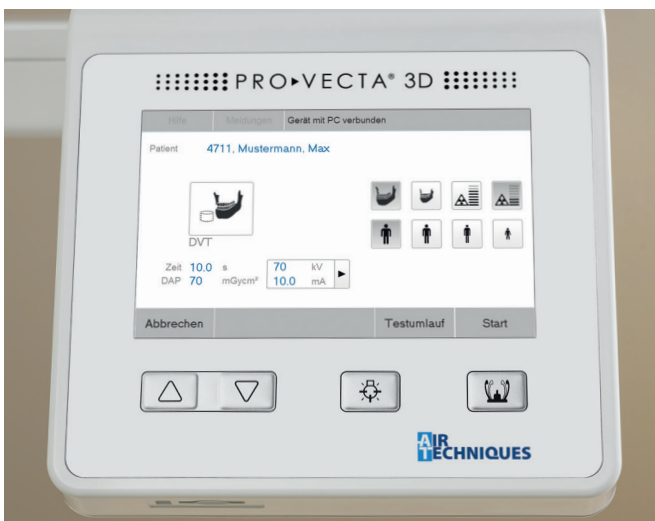 PRO▸VECTA® 3D
Hilfe Meldungen Gerät mit PC verbunden
Patient 4711, Mustermann, Max
DVT
Zeit 10.0 s 70 kV
DAP 70 mGycm² 10.0 mA
Abbrechen Testumlauf Start
AIR
TECHNIQUES